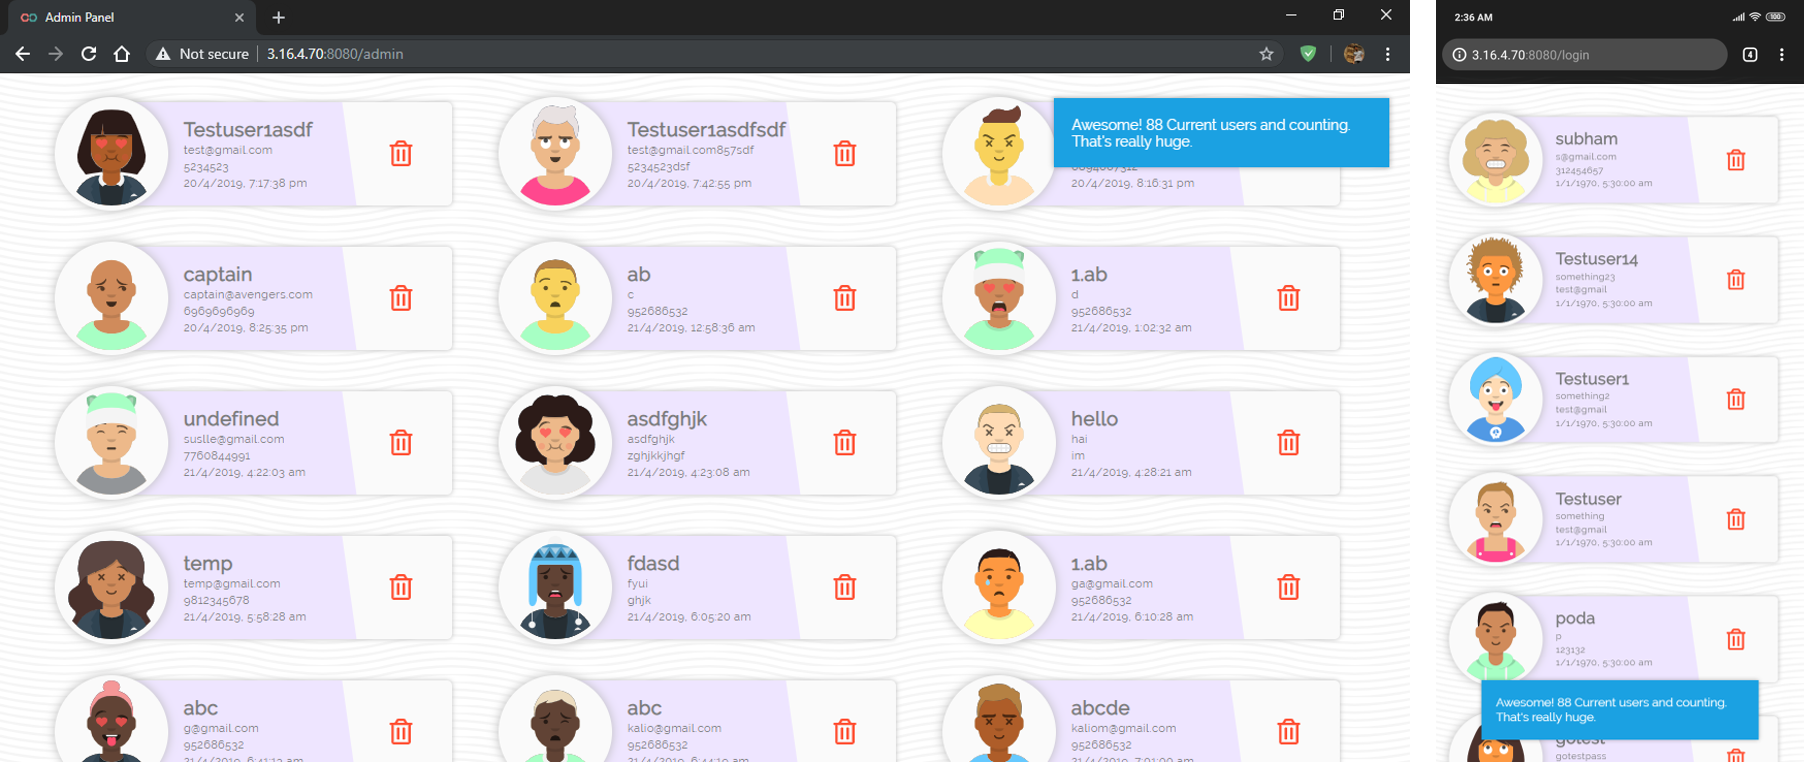 Admin Panel
Not secure 3.16.4.70:8080/admin
Testuser1asdf
test@gmail.com
5234523
20/4/2019, 7:17:38 pm
Testuser1asdfsdf
test@gmail.com857sdf
5234523dsf
20/4/2019, 7:42:55 pm
Awesome! 88 Current users and counting.
That's really huge.
20/4/2019, 8:16:31 pm
captain
captain@avengers.com
6969696969
20/4/2019, 8:25:35 pm
ab
c
952686532
21/4/2019, 12:58:36 am
1.ab
d
952686532
21/4/2019, 1:02:32 am
undefined
suslle@gmail.com
7760844991
21/4/2019, 4:22:03 am
asdfghjk
asdfghjk
zghjkkjhgf
21/4/2019, 4:23:08 am
hello
hai
im
21/4/2019, 4:28:21 am
temp
temp@gmail.com
9812345678
21/4/2019, 5:58:28 am
fdasd
fyui
ghjk
21/4/2019, 6:05:20 am
1.ab
ga@gmail.com
952686532
21/4/2019, 6:10:28 am
abc
g@gmail.com
952686532
abc
kalio@gmail.com
952686532
abcde
kaliom@gmail.com
952686532
2:36 AM
100
3.16.4.70:8080/login
4
subham
s@gmail.com
312454657
1/1/1970, 5:30:00 am
Testuser14
something23
test@gmail
1/1/1970, 5:30:00 am
Testuser1
something2
test@gmail
1/1/1970, 5:30:00 am
Testuser
something
test@gmail
1/1/1970, 5:30:00 am
poda
p
123132
1/1/1970, 5:30:00 am
Awesome! 88 Current users and counting.
That's really huge.
gotest
gotestpass